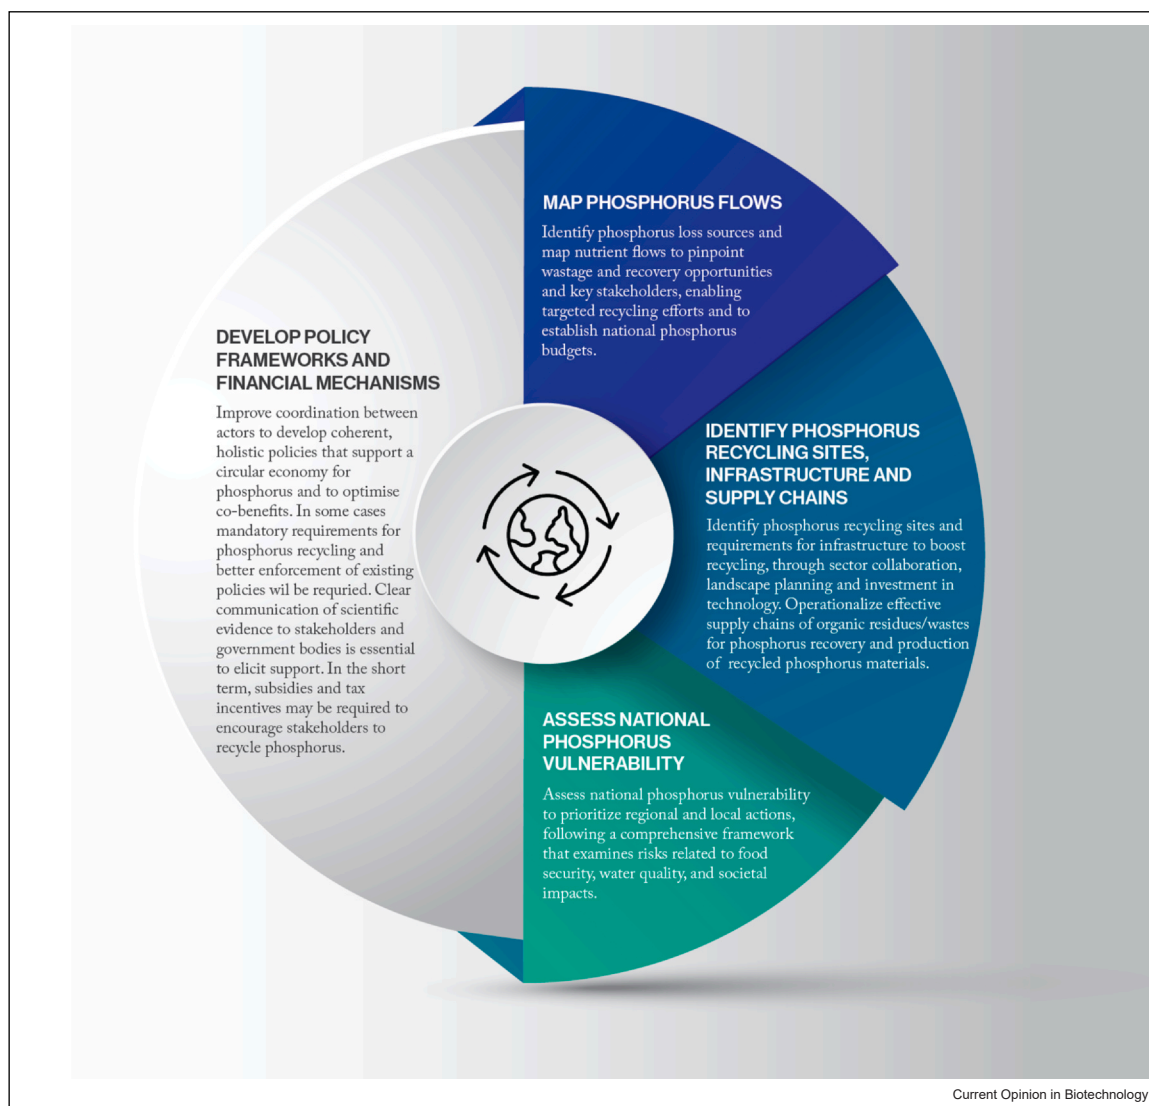 MAP PHOSPHORUS FLOWS
Identify phosphorus loss sources and
map nutrient flows to pinpoint
wastage and recovery opportunities
and key stakeholders, enabling
targeted recycling efforts and to
establish national phosphorus
budgets.
DEVELOP POLICY
FRAMEWORKS AND
FINANCIAL MECHANISMS
Improve coordination between
actors to develop coherent,
holistic policies that support a
circular economy for
phosphorus and to optimise
co-benefits. In some cases
mandatory requirements for
phosphorus recycling and
better enforcement of existing
policies wil be requried. Clear
communication of scientific
evidence to stakeholders and
government bodies is essential
to elicit support. In the short
term, subsidies and tax
incentives may be required to
encourage stakeholders to
recycle phosphorus.
IDENTIFY PHOSPHORUS
RECYCLING SITES,
INFRASTRUCTURE AND
SUPPLY CHAINS
Identify phosphorus recycling sites and
requirements for infrastructure to boost
recycling, through sector collaboration,
landscape planning and investment in
technology. Operationalize effective
supply chains of organic residues/wastes
for phosphorus recovery and production
of recycled phosphorus materials.
ASSESS NATIONAL
PHOSPHORUS
VULNERABILITY
Assess national phosphorus vulnerability
to prioritize regional and local actions,
following a comprehensive framework
that examines risks related to food
security, water quality, and societal
impacts.
Current Opinion in Biotechnology